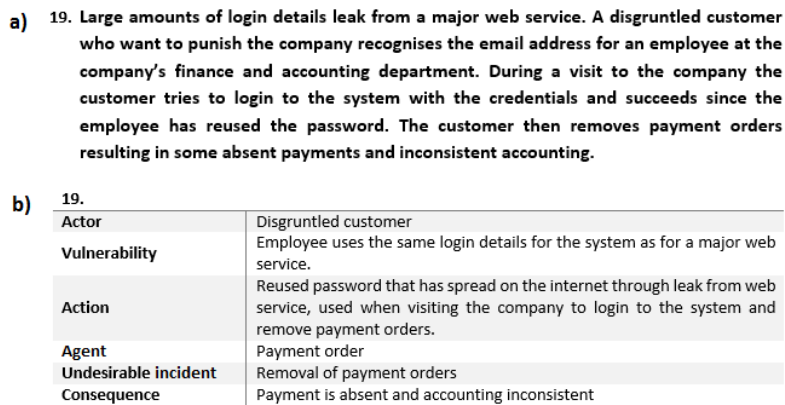 a) 19. Large amounts of login details leak from a major web service. A disgruntled customer
who want to punish the company recognises the email address for an employee at the
company's finance and accounting department. During a visit to the company the
customer tries to login to the system with the credentials and succeeds since the
employee has reused the password. The customer then removes payment orders
resulting in some absent payments and inconsistent accounting.
b) 19.
Actor Disgruntled customer
Vulnerability Employee uses the same login details for the system as for a major web
service.
Action Reused password that has spread on the internet through leak from web
service, used when visiting the company to login to the system and
remove payment orders.
Agent Payment order
Undesirable incident Removal of payment orders
Consequence Payment is absent and accounting inconsistent